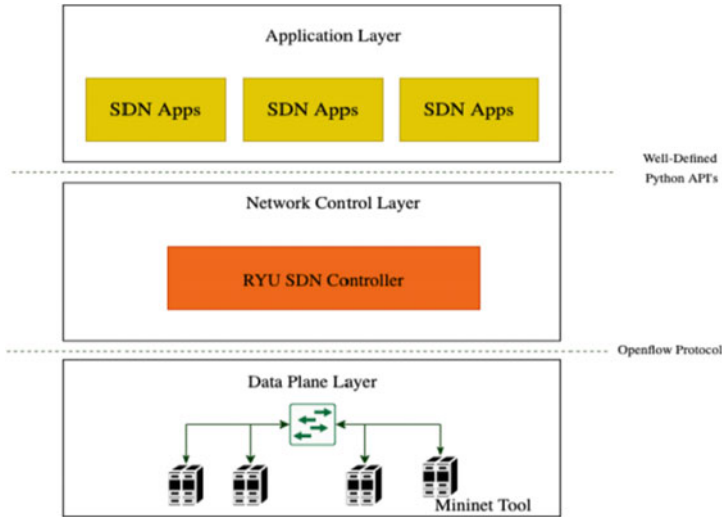 Application Layer
SDN Apps
SDN Apps
SDN Apps
Well-Defined
Python API's
Network Control Layer
RYU SDN Controller
Openflow Protocol
Data Plane Layer
Mininet Tool